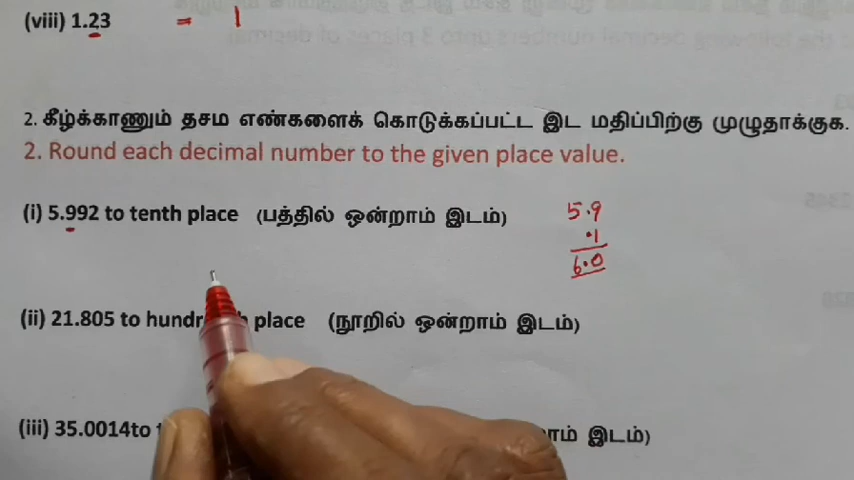 (viii) 1.23 = 1
2. கீழ்க்காணும் தசம எண்களைக் கொடுக்கப்பட்ட இட மதிப்பிற்கு முழுதாக்குக.
2. Round each decimal number to the given place value.
(i) 5.992 to tenth place (பத்தில் ஒன்றாம் இடம்)
5.9
.1
6.0
(ii) 21.805 to place (நூறில் ஒன்றாம் இடம்)
(iii) 35.0014to இடம்)